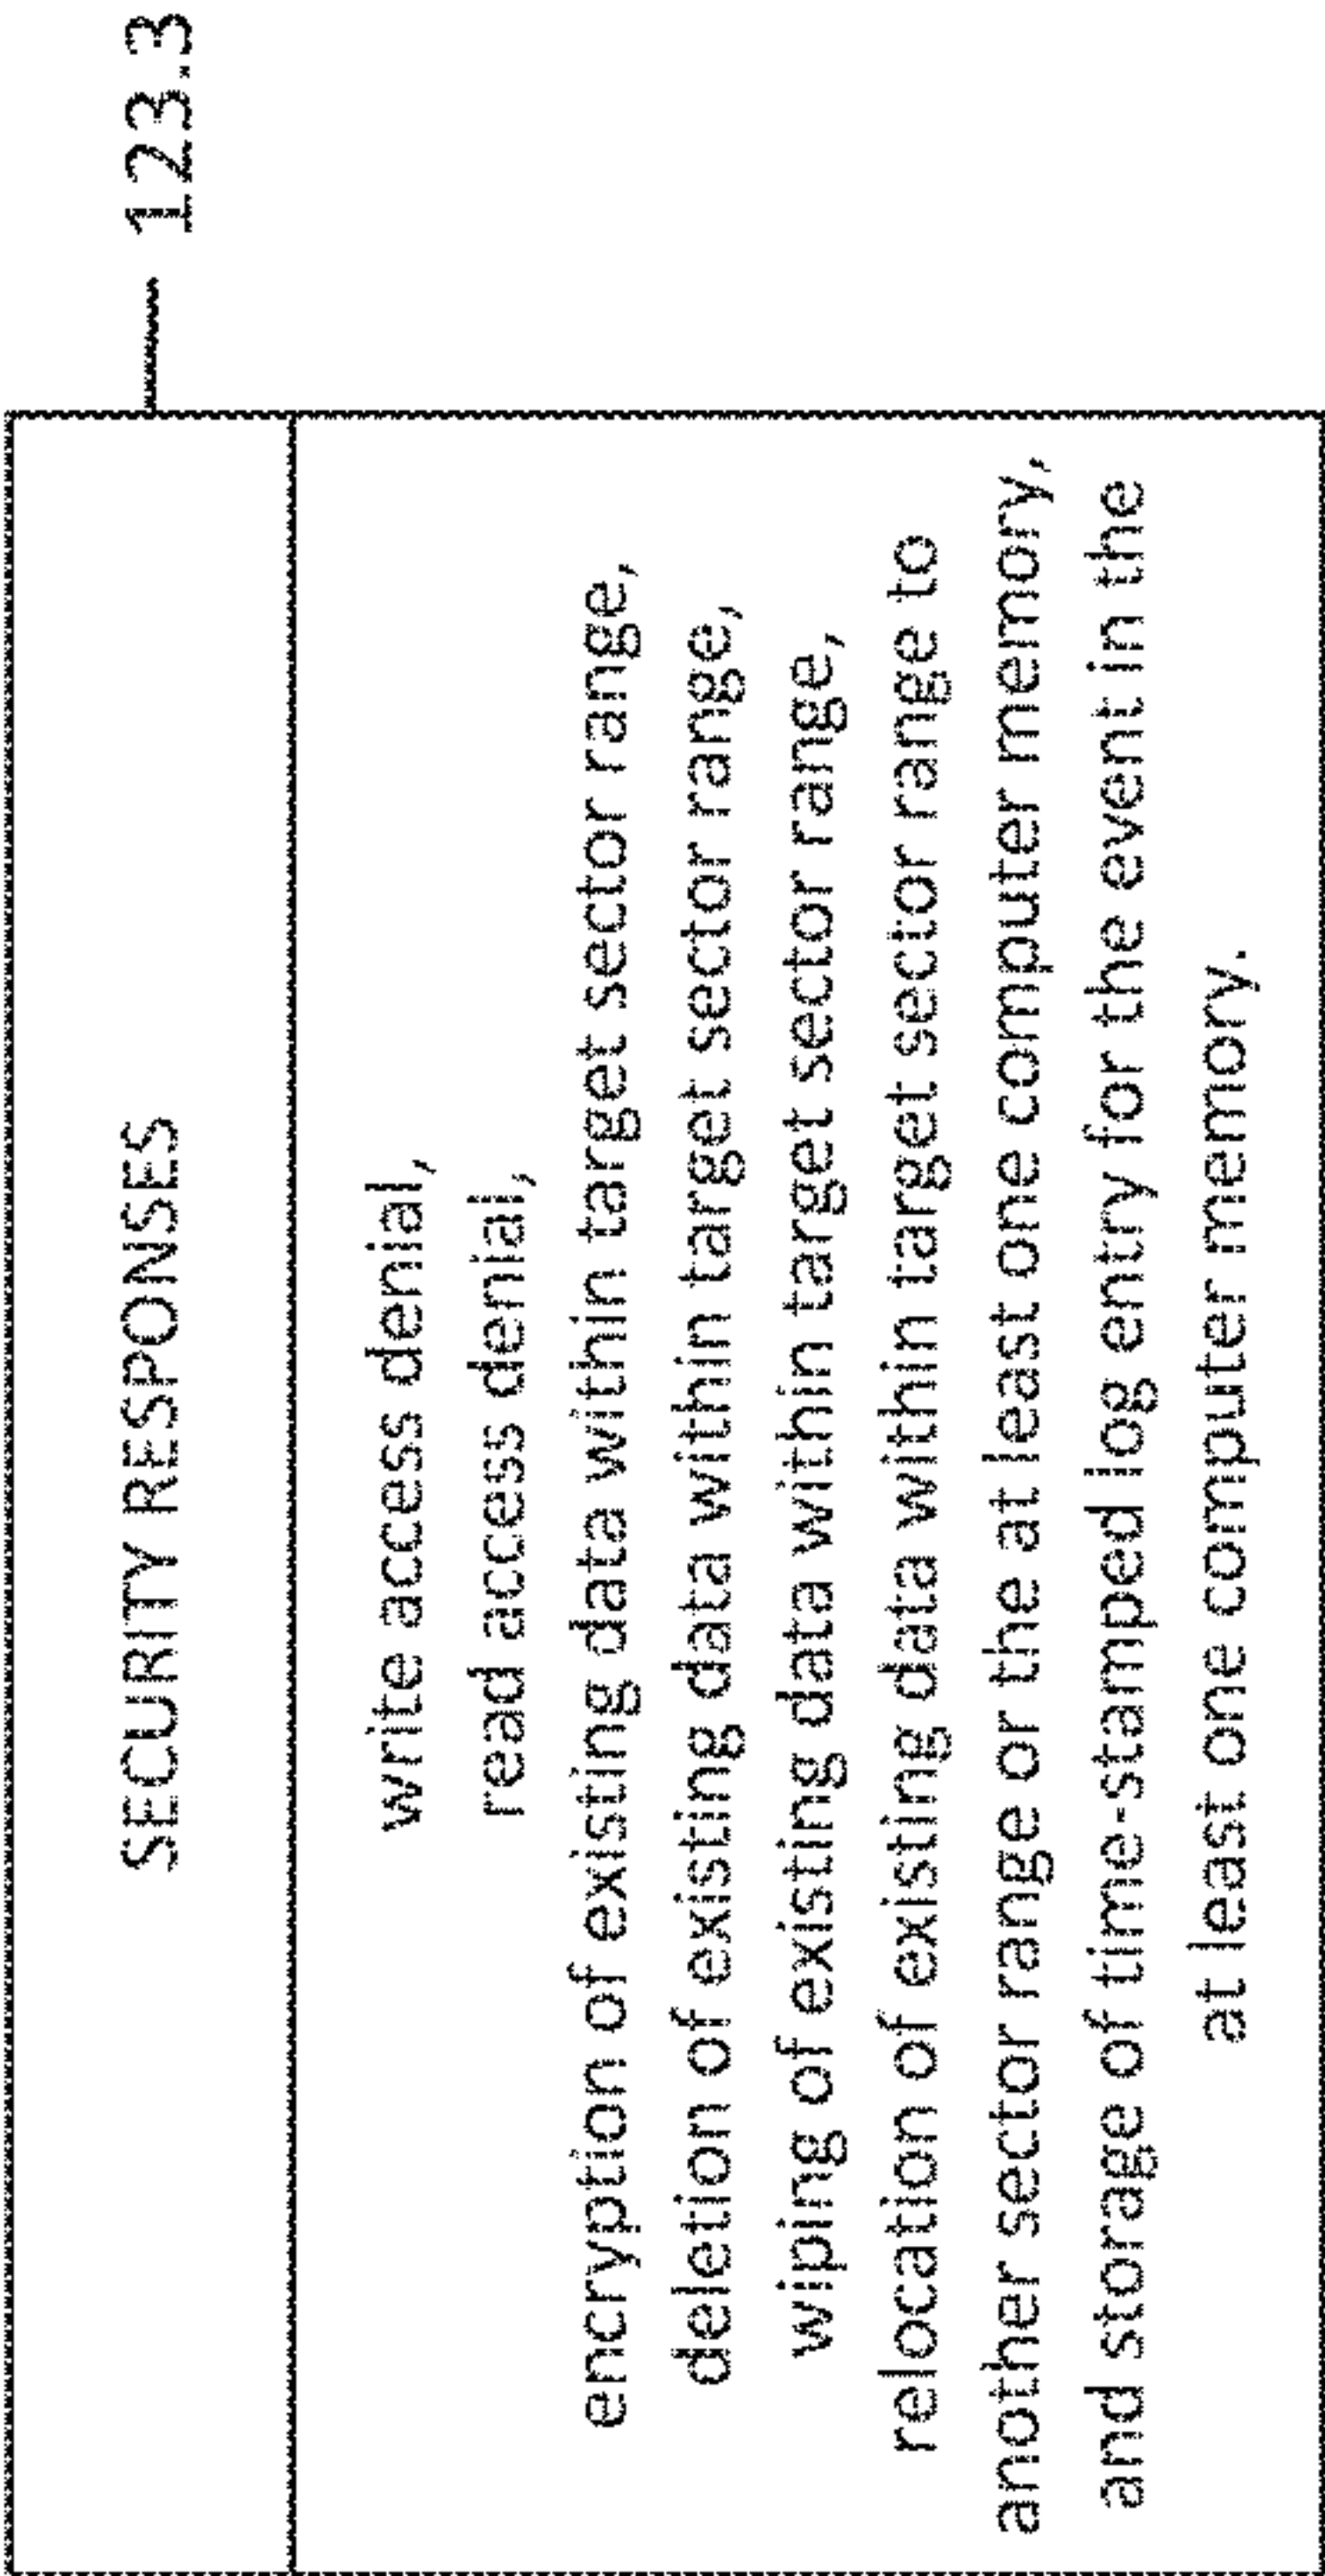 SECURITY RESPONSES
123.3
write access denial,
read access denial,
encryption of existing data within target sector range,
deletion of existing data within target sector range,
wiping of existing data within target sector range,
relocation of existing data within target sector range to
another sector range or the at least one computer memory,
and storage of time-stamped log entry for the event in the
at least one computer memory.